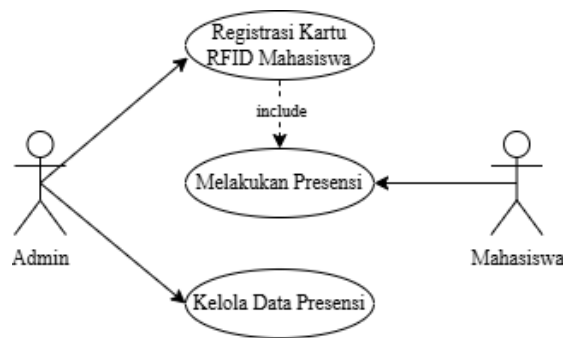 Registrasi Kartu
RFID Mahasiswa
include
Melakukan Presensi
Admin
Mahasiswa
Kelola Data Presensi